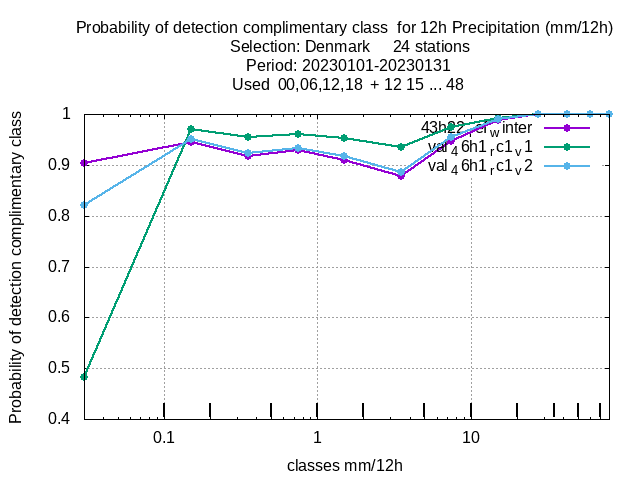 Probability of detection complimentary class  for 12h Precipitation (mm/12h)
Selection: Denmark     24 stations
Period: 20230101-20230131
Used  00,06,12,18  + 12 15 ... 48
Probability of detection complimentary class
1
0.9
0.8
0.7
0.6
0.5
0.4
0.1
1
10
classes mm/12h
winter
val46h1rc1v1
val46h1rc1v2